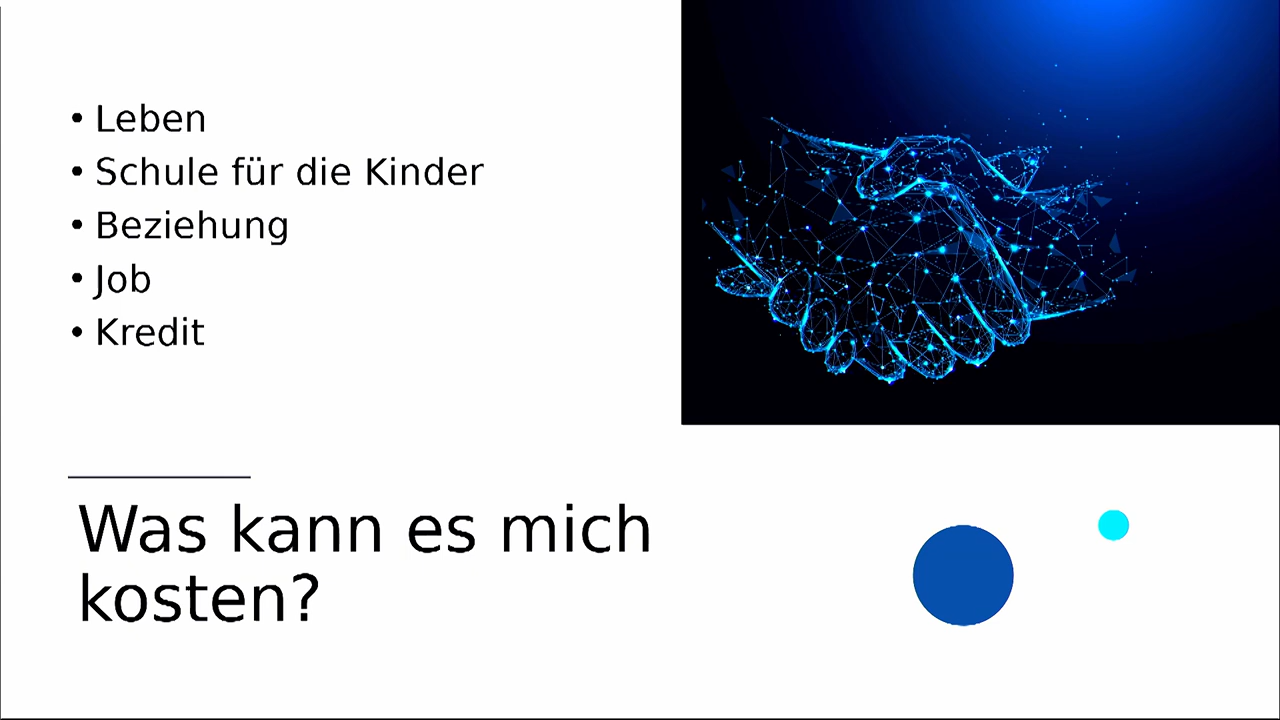 • Leben
• Schule für die Kinder
• Beziehung
• Job
• Kredit
Was kann es mich
kosten?